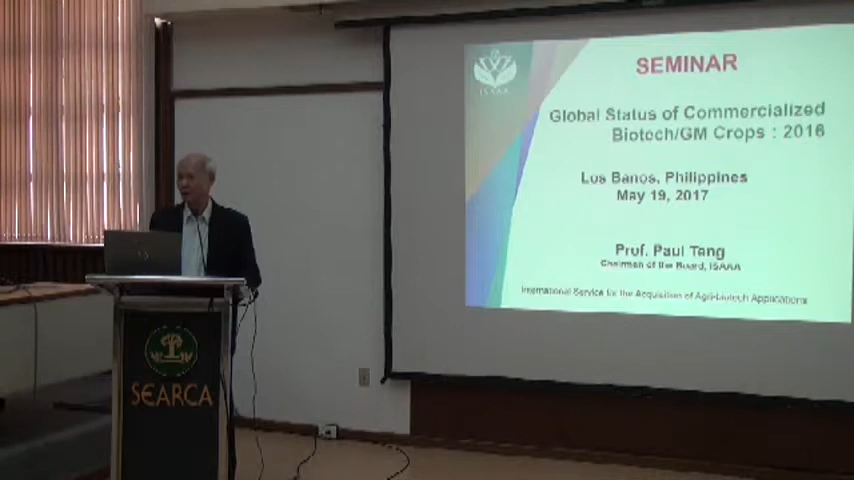 ISAAA
SEMINAR
Global Status of Commercialized
Biotech/GM Crops : 2016
Los Banos, Philippines
May 19, 2017
Prof. Paul Teng
Chairman of the Board, ISAAA
International Service for the Acquisition of Agri-biotech Applications
SEARCA